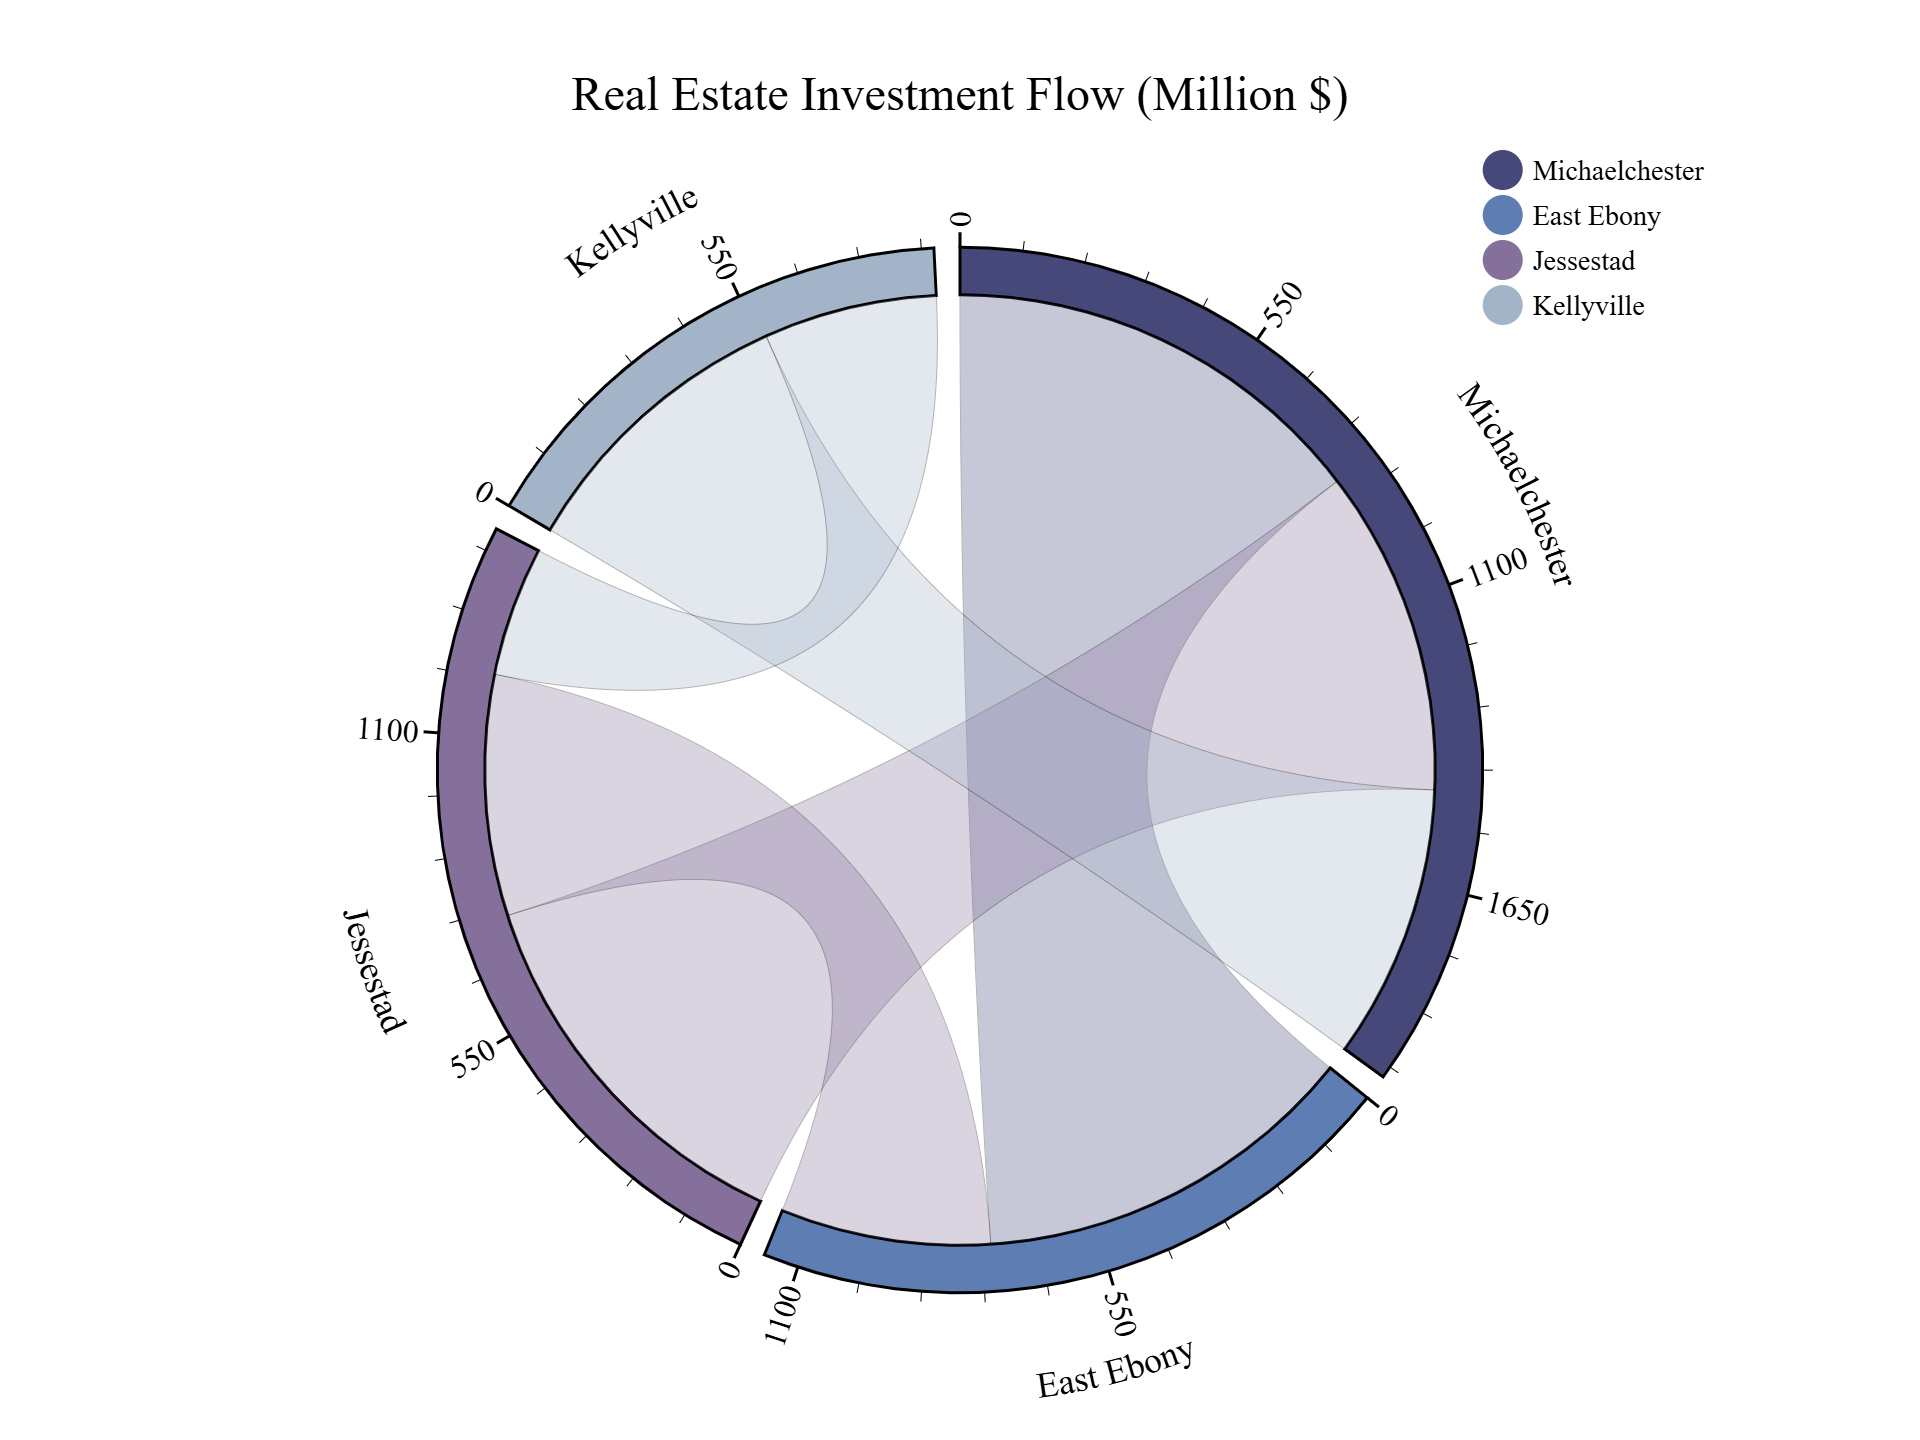 Real Estate Investment Flow (Million $)
Michaelchester
East Ebony
Jessestad
Kellyville
Kellyville
550
0
0
550
Michaelchester
1100
1650
0
550
1100
East Ebony
0
550
1100
Jessestad